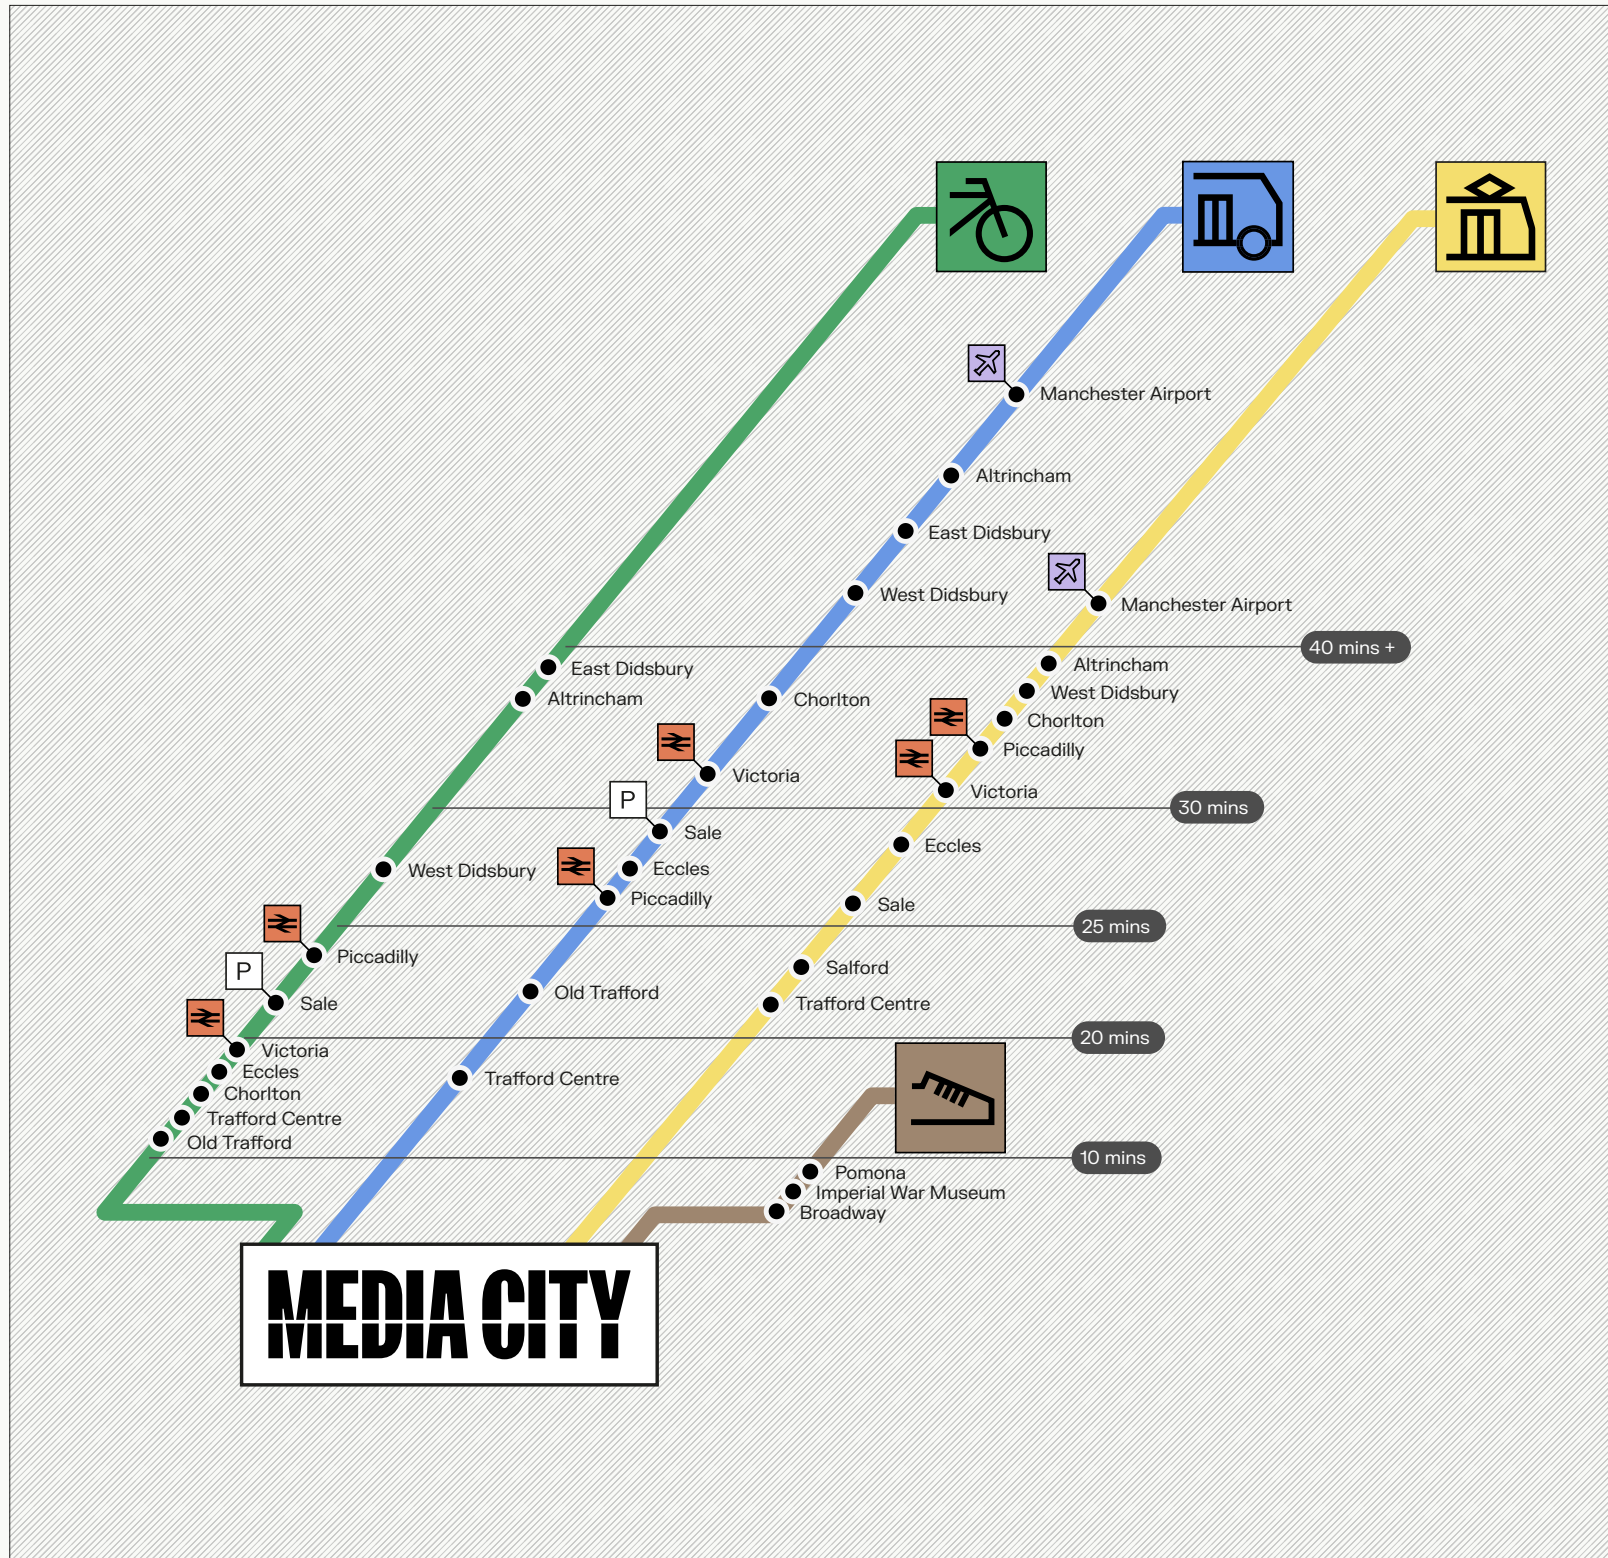 Manchester Airport
Altrincham
East Didsbury
West Didsbury
Manchester Airport
40 mins +
East Didsbury
Altrincham
Chorlton
Altrincham
West Didsbury
Chorlton
Piccadilly
Victoria
Victoria
P
30 mins
Sale
Eccles
West Didsbury
Eccles
Piccadilly
Sale
25 mins
Piccadilly
P
Sale
Old Trafford
Salford
Trafford Centre
20 mins
Victoria
Eccles
Chorlton
Trafford Centre
Old Trafford
Trafford Centre
10 mins
Pomona
Imperial War Museum
Broadway
MEDIA CITY